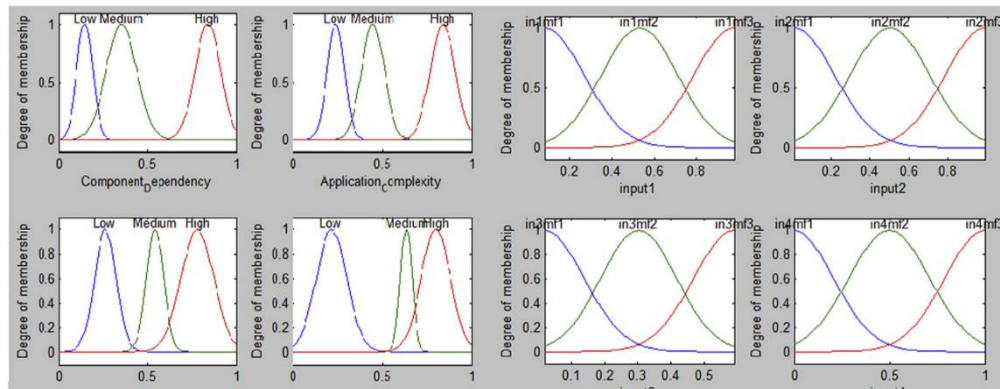 Low Medium High
Low Medium High
in1mf1 in1mf2 in1mf3
in2mf1 in2mf2 in2mf3
Degree of membership
1
0.5
0
0 0.5 1
Component_Dependency
Degree of membership
1
0.5
0
0 0.5 1
Application_Complexity
Degree of membership
1
0.5
0
0.2 0.4 0.6 0.8
input1
Degree of membership
1
0.5
0
0.2 0.4 0.6 0.8
input2
Low Medium High
Low Medium High
in3mf1 in3mf2 in3mf3
in4mf1 in4mf2 in4mf3
Degree of membership
1
0.8
0.6
0.4
0.2
0
0 0.5 1
Degree of membership
1
0.8
0.6
0.4
0.2
0
0 0.5 1
Degree of membership
1
0.5
0
0.1 0.2 0.3 0.4 0.5
Degree of membership
1
0.5
0
0 0.2 0.4 0.6 0.8 1